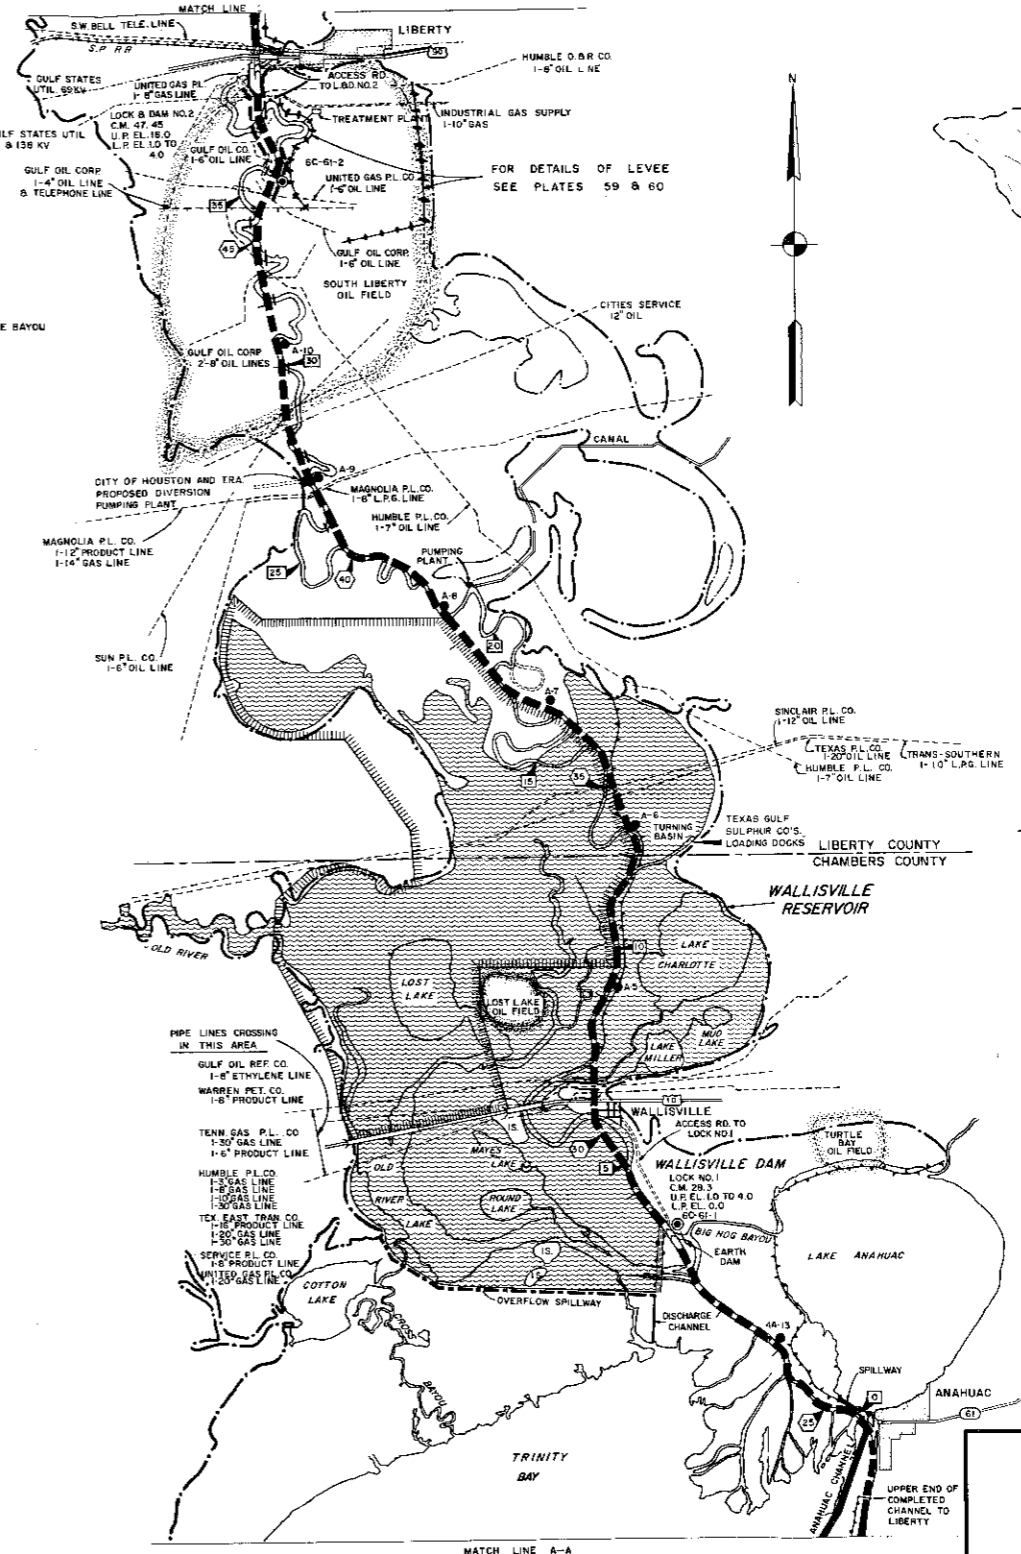 MATCH LINE
S.W. BELL TELE. LINE
LIBERTY
S.P. RR
90
HUMBLE O. & R CO.
1-6" OIL LINE
GULF STATES
UTIL 69KV
UNITED GAS P.L.
1-8" GAS LINE
ACCESS RD.
TO L.&D. NO.2
LOCK & DAM NO.2
C.M. 47.45
U.P. EL. 16.0
L.P. EL. 1.0 TO
4.0
TREATMENT PLANT
INDUSTRIAL GAS SUPPLY
1-10" GAS
LF STATES UTIL
& 138 KV
GULF OIL CO.
1-6" OIL LINE
6C-61-2
GULF OIL CORP.
1-4" OIL LINE
& TELEPHONE LINE
UNITED GAS P.L. CO.
1-6" OIL LINE
FOR DETAILS OF LEVEE
SEE PLATES 59 & 60
N
35
45
GULF OIL CORP.
1-6" OIL LINE
SOUTH LIBERTY
OIL FIELD
CITIES SERVICE
12" OIL
E BAYOU
A-10
GULF OIL CORP
2-8" OIL LINES
30
CANAL
A-9
CITY OF HOUSTON AND T.R.A.
PROPOSED DIVERSION
PUMPING PLANT
MAGNOLIA P.L. CO.
1-8" L.P.G. LINE
HUMBLE P.L. CO.
1-7" OIL LINE
MAGNOLIA P.L. CO.
1-12" PRODUCT LINE
1-14" GAS LINE
PUMPING
PLANT
25
40
A-8
20
SUN P.L. CO.
1-6" OIL LINE
A-7
SINCLAIR P.L. CO.
1-12" OIL LINE
TEXAS P.L. CO.
1-20" OIL LINE
HUMBLE P.L. CO.
1-7" OIL LINE
TRANS-SOUTHERN
1-10" L.P.G. LINE
15
35
A-6
TURNING
BASIN
TEXAS GULF
SULPHUR CO'S.
LOADING DOCKS
LIBERTY COUNTY
CHAMBERS COUNTY
WALLISVILLE
RESERVOIR
OLD RIVER
10
LAKE
CHARLOTTE
LOST
LAKE
A-5
LOST LAKE
OIL FIELD
MUD
LAKE
LAKE
MILLER
PIPE LINES CROSSING
IN THIS AREA
GULF OIL REF. CO.
1-8" ETHYLENE LINE
WARREN PET. CO.
1-8" PRODUCT LINE
TENN. GAS P.L. CO
1-30" GAS LINE
1-6" PRODUCT LINE
HUMBLE P.L. CO.
1-3" GAS LINE
1-8" GAS LINE
1-10" GAS LINE
1-30" GAS LINE
TEX. EAST TRAN. CO.
1-16" PRODUCT LINE
1-20" GAS LINE
1-30" GAS LINE
SERVICE P.L. CO.
1-8" PRODUCT LINE
UNITED GAS P.L. CO.
1-20" GAS LINE
10
WALLISVILLE
ACCESS RD. TO
LOCK NO.1
IS.
30
MAYES
LAKE
5
TURTLE
BAY
OIL FIELD
OLD
RIVER
LAKE
WALLISVILLE DAM
LOCK NO. 1
C.M. 28.3
U.P. EL. 1.0 TO 4.0
L.P. EL. 0.0
6C-61-1
ROUND
LAKE
BIG HOG BAYOU
EARTH
DAM
LAKE ANAHUAC
IS.
IS.
COTTON
LAKE
OVERFLOW SPILLWAY
CROSS
BAYOU
DISCHARGE
CHANNEL
4A-13
SPILLWAY
0
ANAHUAC
61
25
TRINITY
BAY
ANAHUAC CHANNEL
UPPER END OF
COMPLETED
CHANNEL TO
LIBERTY
MATCH LINE A-A